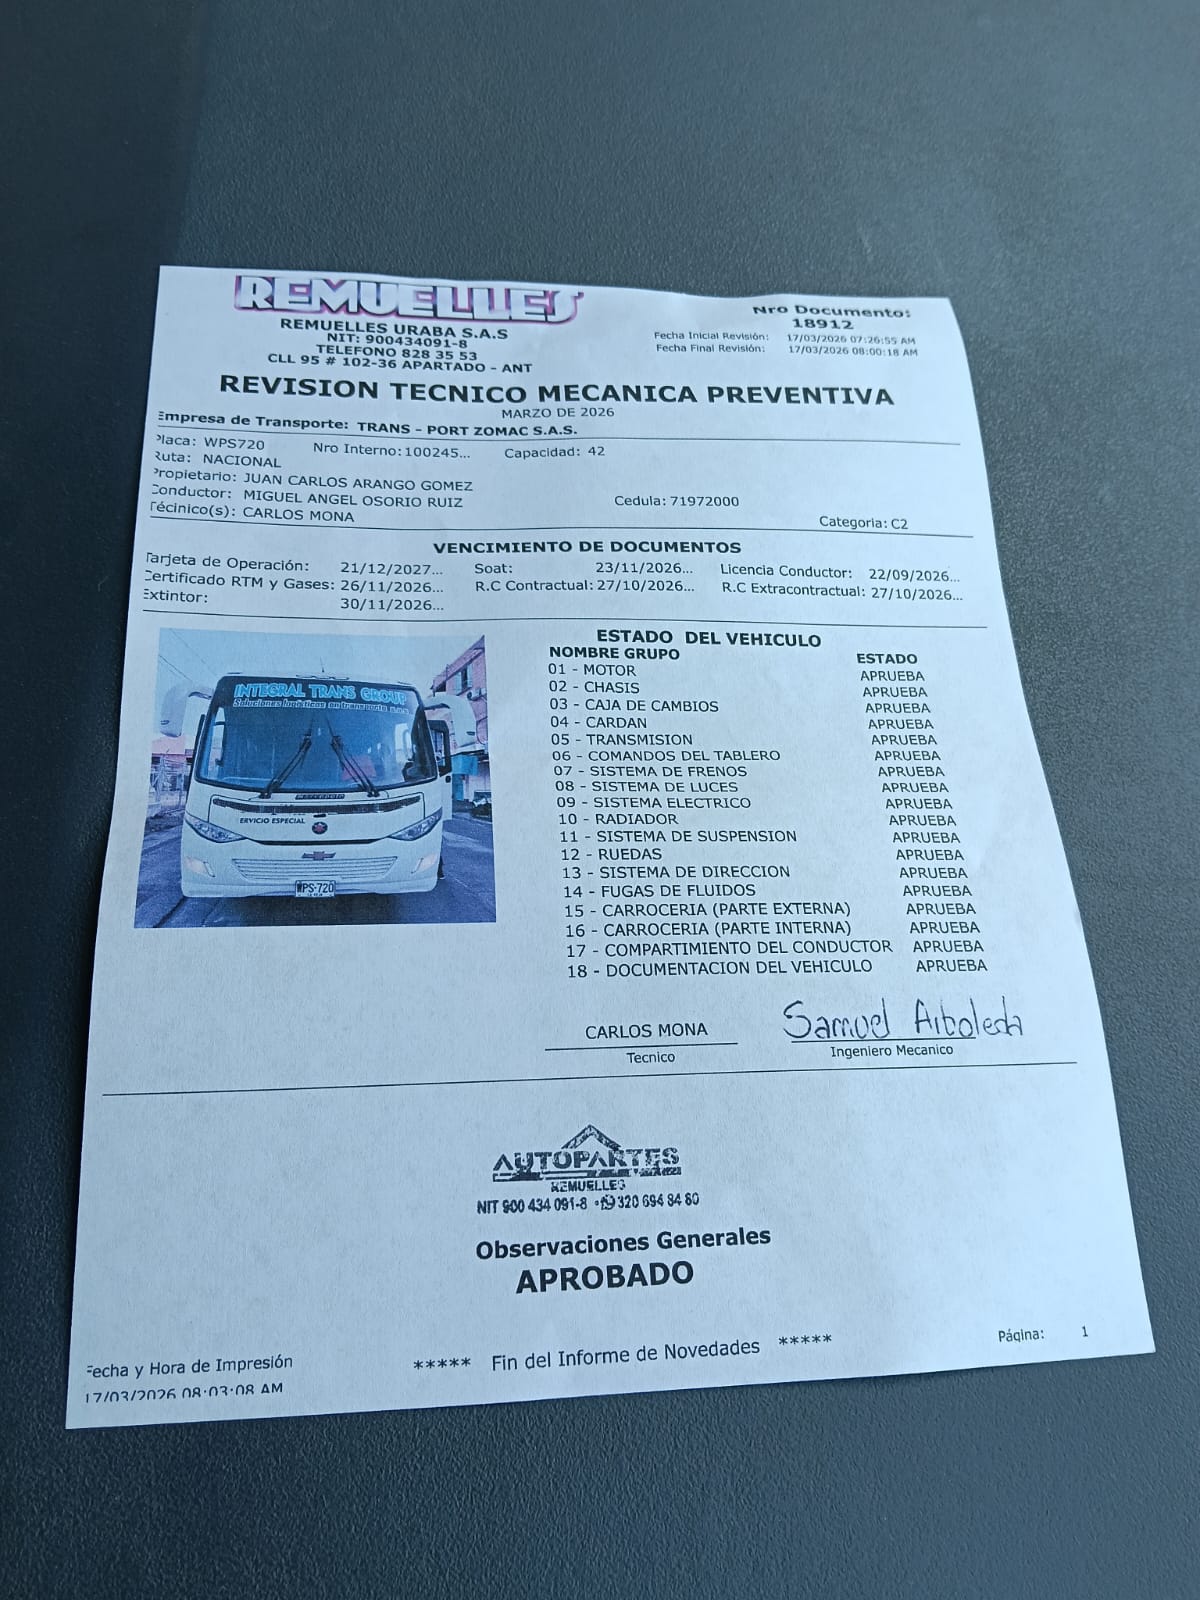 REMUELLES
REMUELLES URABA S.A.S
NIT: 900434091-8
TELEFONO 828 35 53
CLL 95 # 102-36 APARTADO - ANT
Nro Documento:
18912
Fecha Inicial Revisión: 17/03/2026 07:26:55 AM
Fecha Final Revisión: 17/03/2026 08:00:18 AM
REVISION TECNICO MECANICA PREVENTIVA
MARZO DE 2026
Empresa de Transporte: TRANS - PORT ZOMAC S.A.S.
Placa: WPS720 Nro Interno:100245... Capacidad: 42
Ruta: NACIONAL
Propietario: JUAN CARLOS ARANGO GOMEZ
Conductor: MIGUEL ANGEL OSORIO RUIZ Cedula: 71972000
Técinico(s): CARLOS MONA Categoria: C2
VENCIMIENTO DE DOCUMENTOS
Tarjeta de Operación: 21/12/2027... Soat: 23/11/2026... Licencia Conductor: 22/09/2026...
Certificado RTM y Gases: 26/11/2026... R.C Contractual: 27/10/2026... R.C Extracontractual: 27/10/2026...
Extintor: 30/11/2026...
INTEGRAL TRANS GROUP
Soluciones logísticas en transporte s.a.s
ERVICIO ESPECIAL
WPS-720
ESTADO DEL VEHICULO
NOMBRE GRUPO ESTADO
01 - MOTOR APRUEBA
02 - CHASIS APRUEBA
03 - CAJA DE CAMBIOS APRUEBA
04 - CARDAN APRUEBA
05 - TRANSMISION APRUEBA
06 - COMANDOS DEL TABLERO APRUEBA
07 - SISTEMA DE FRENOS APRUEBA
08 - SISTEMA DE LUCES APRUEBA
09 - SISTEMA ELECTRICO APRUEBA
10 - RADIADOR APRUEBA
11 - SISTEMA DE SUSPENSION APRUEBA
12 - RUEDAS APRUEBA
13 - SISTEMA DE DIRECCION APRUEBA
14 - FUGAS DE FLUIDOS APRUEBA
15 - CARROCERIA (PARTE EXTERNA) APRUEBA
16 - CARROCERIA (PARTE INTERNA) APRUEBA
17 - COMPARTIMIENTO DEL CONDUCTOR APRUEBA
18 - DOCUMENTACION DEL VEHICULO APRUEBA
CARLOS MONA Samuel Arboleda
Tecnico Ingeniero Mecanico
AUTOPARTES
REMUELLES
NIT 900 434 091-8 320 694 84 80
Observaciones Generales
APROBADO
***** Fin del Informe de Novedades *****
Página: 1
Fecha y Hora de Impresión
17/03/2026 08:03:08 AM